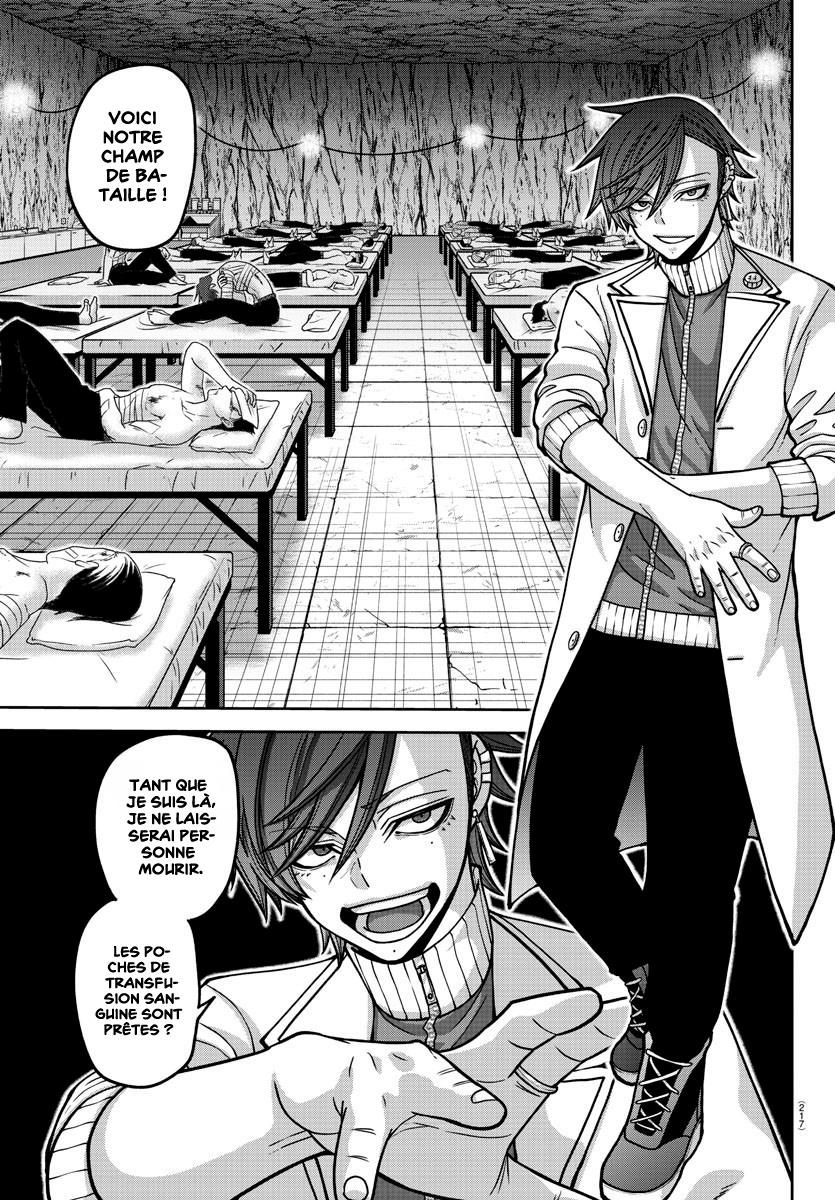 VOICI
NOTRE
CHAMP
DE BA-
TAILLE !
TANT QUE
JE SUIS LÀ,
JE NE LAIS-
SERAI PER-
SONNE
MOURIR.
LES PO-
CHES DE
TRANSFU-
SION SAN-
GUINE SONT
PRÊTES ?
(217)